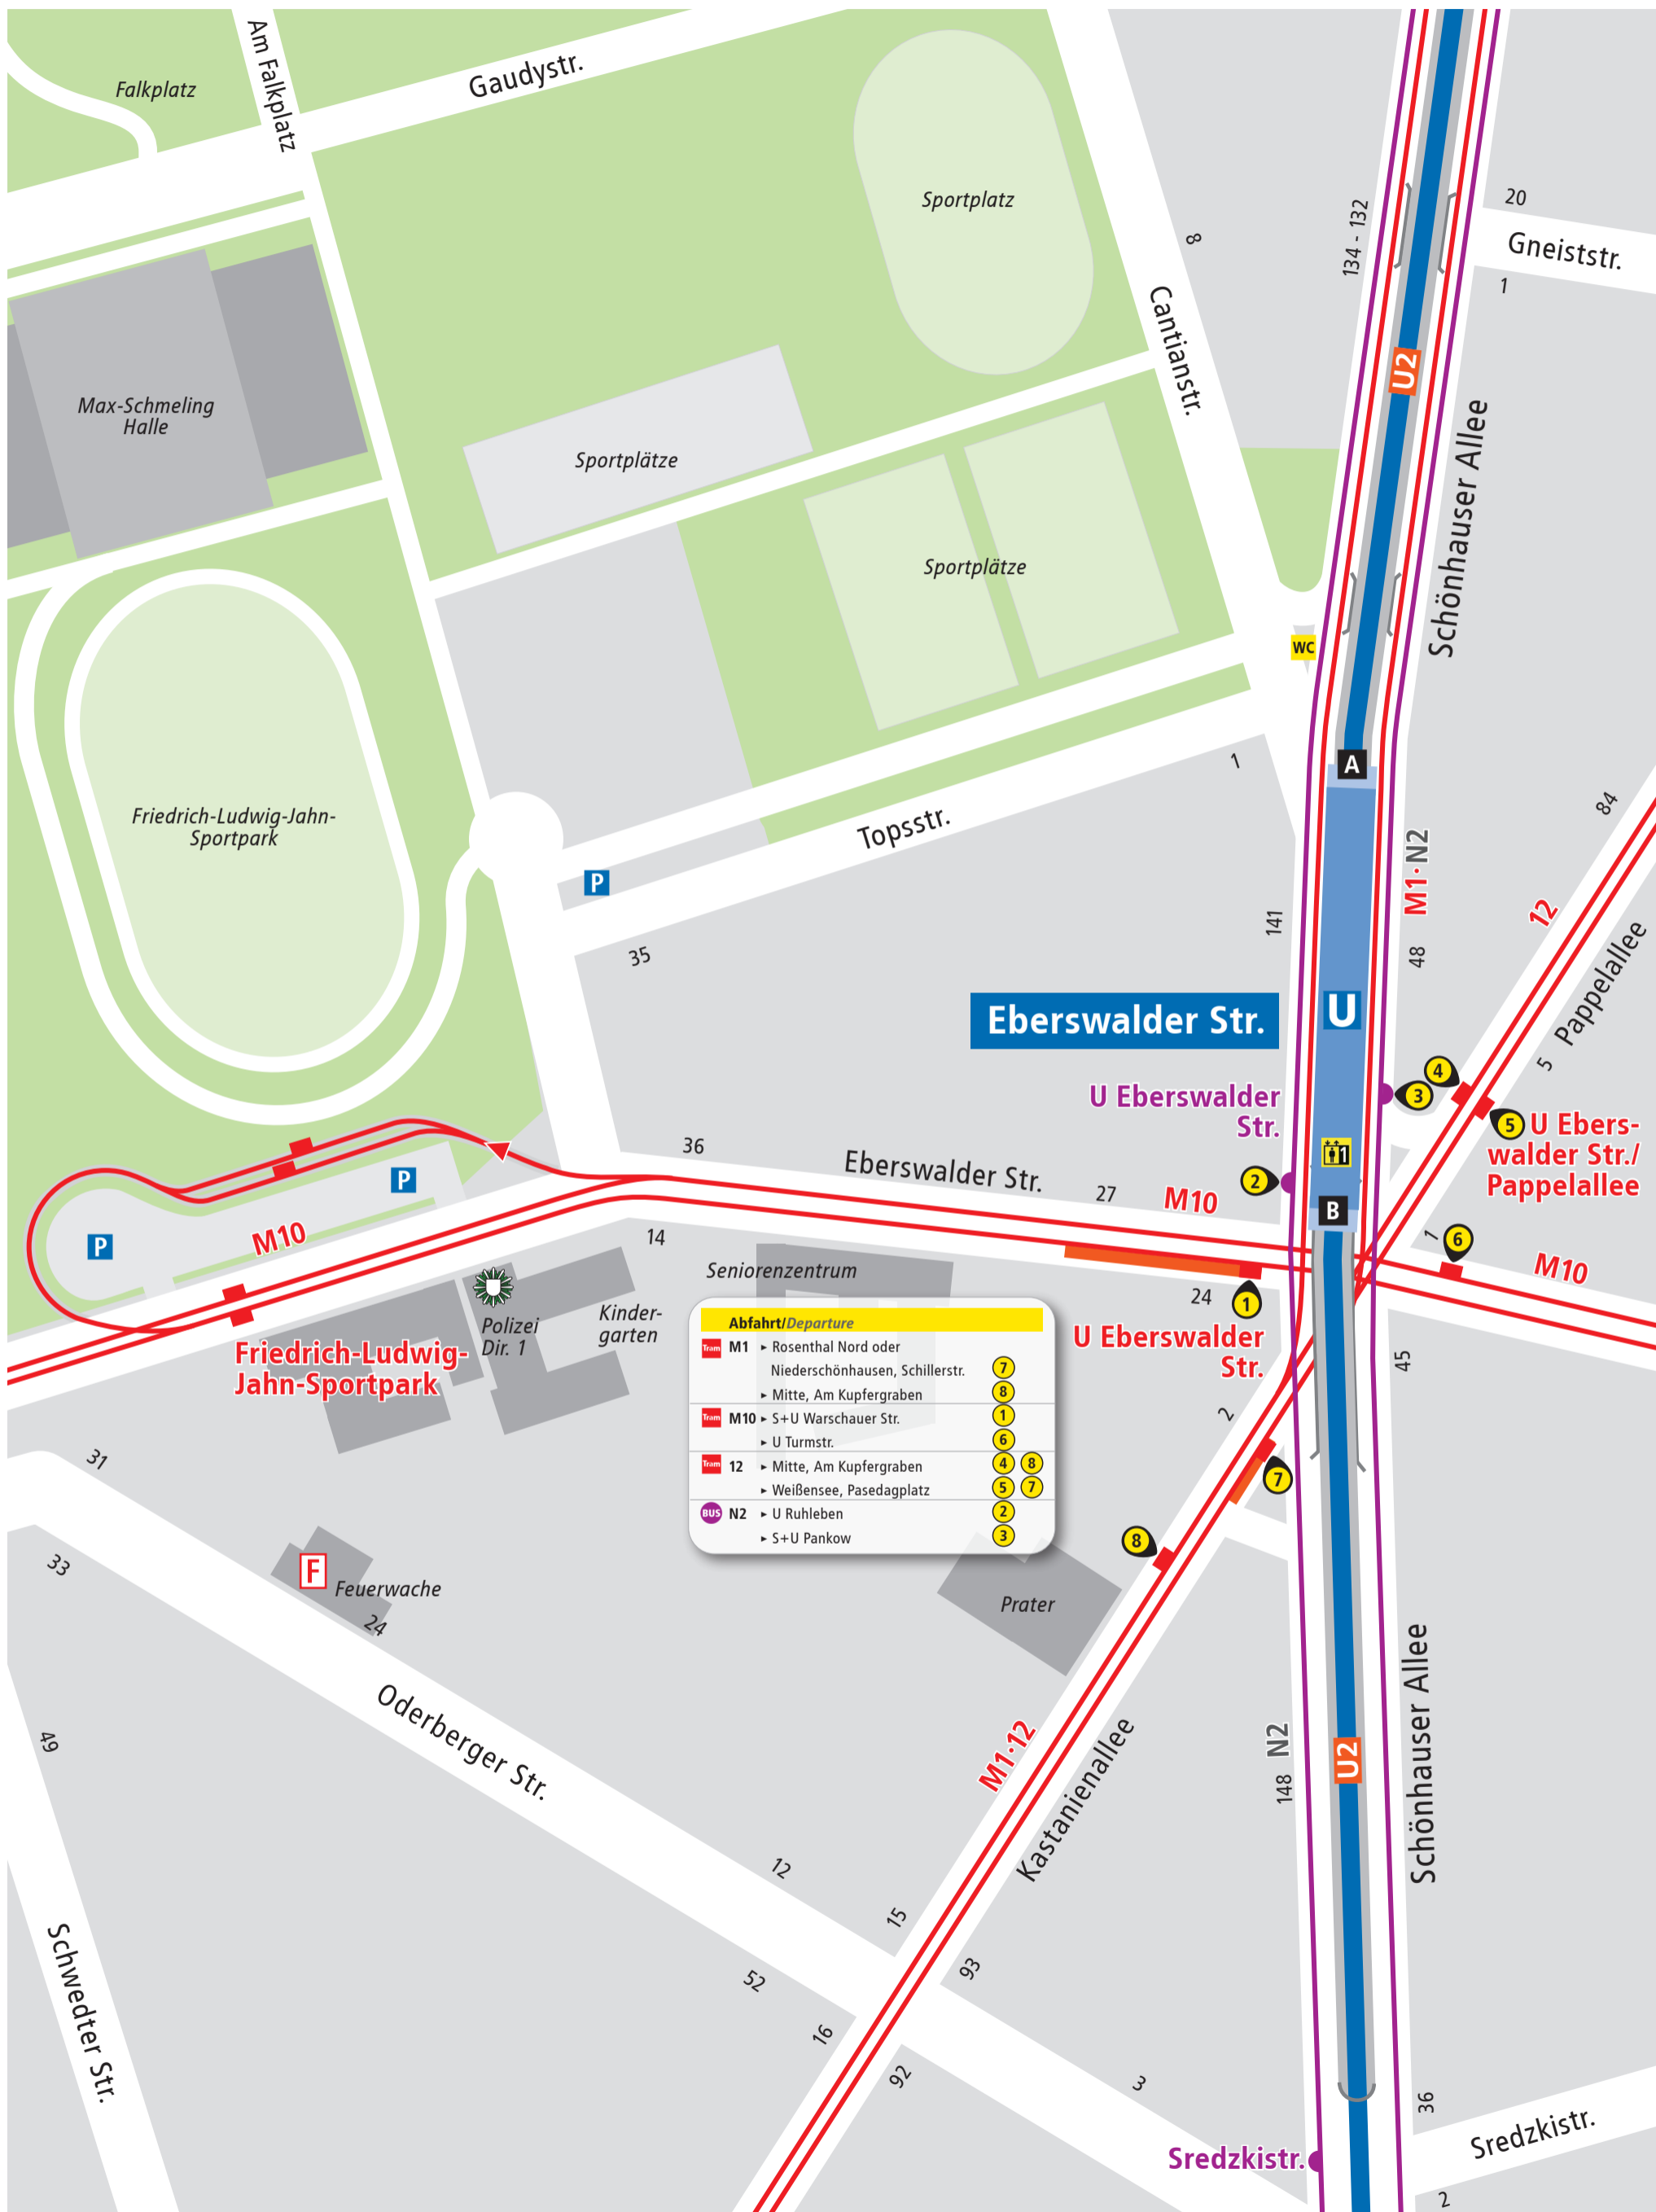 Am Falkplatz
Gaudystr.
Falkplatz
Sportplatz
8
134 - 132
20
Gneiststr.
1
Cantianstr.
U2
Max-Schmeling
Halle
Sportplätze
Sportplätze
Schönhauser Allee
WC
A
1
84
Friedrich-Ludwig-Jahn-
Sportpark
Topsstr.
P
M1·N2
12
141
48
35
Pappelallee
Eberswalder Str.
U
5
4
3
U Eberswalder
Str.
5
U Ebers-
walder Str./
Pappelallee
36
Eberswalder Str.
27
M10
1
2
B
P
P
M10
14
1
6
M10
Seniorenzentrum
24
1
Polizei
Dir. 1
Kinder-
garten
U Eberswalder
Str.
Friedrich-Ludwig-
Jahn-Sportpark
45
Abfahrt/Departure
Tram M1 ▸ Rosenthal Nord oder
Niederschönhausen, Schillerstr. 7
▸ Mitte, Am Kupfergraben 8
Tram M10 ▸ S+U Warschauer Str. 1
▸ U Turmstr. 6
Tram 12 ▸ Mitte, Am Kupfergraben 4 8
▸ Weißensee, Pasedagplatz 5 7
BUS N2 ▸ U Ruhleben 2
▸ S+U Pankow 3
2
7
8
31
33
F
Feuerwache
24
Prater
Oderberger Str.
49
M1·12
Kastanienallee
N2
148
U2
Schönhauser Allee
12
15
93
52
16
92
3
Schwedter Str.
36
Sredzkistr.
Sredzkistr.
2